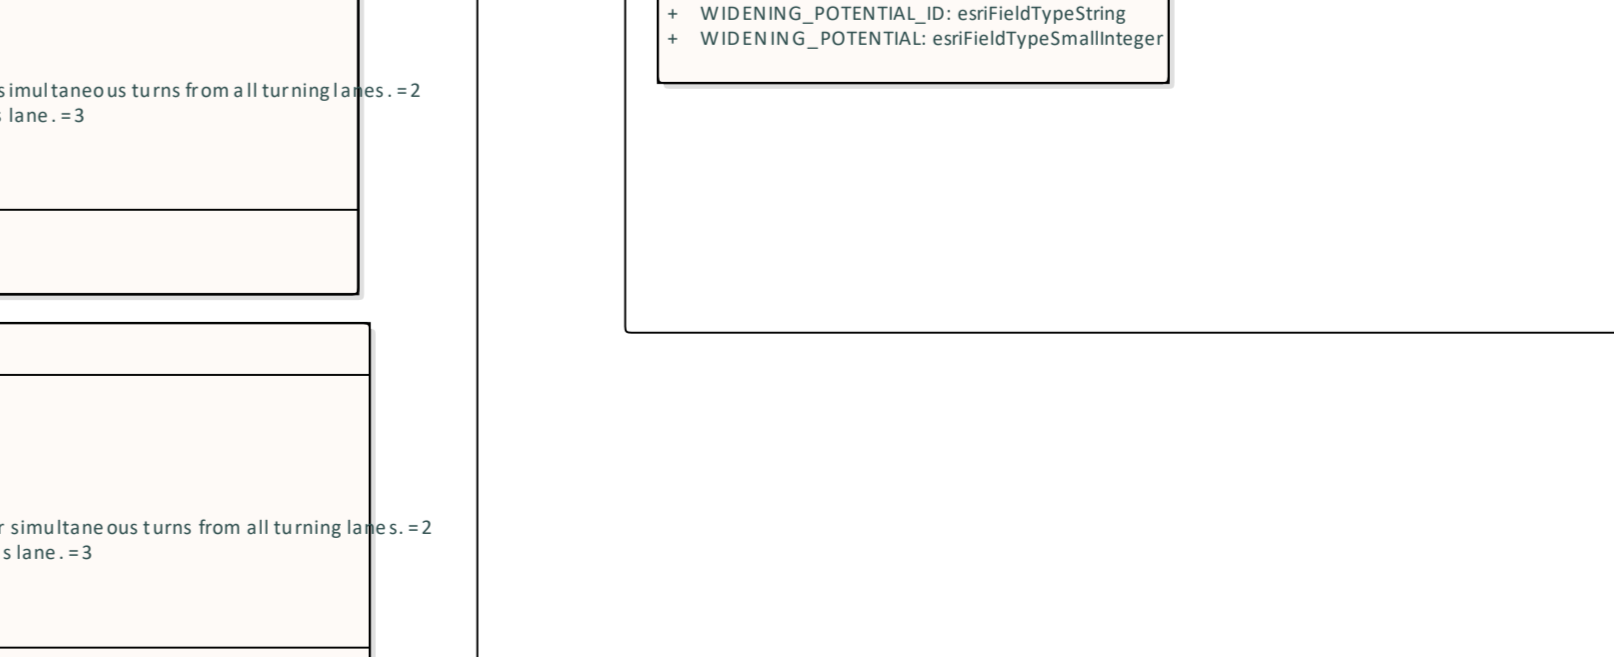 + WIDENING_POTENTIAL_ID: esriFieldTypeString
+ WIDENING_POTENTIAL: esriFieldTypeSmallInteger
simultaneous turns from all turning lanes. =2
lane. =3
simultaneous turns from all turning lanes. =2
s lane. =3